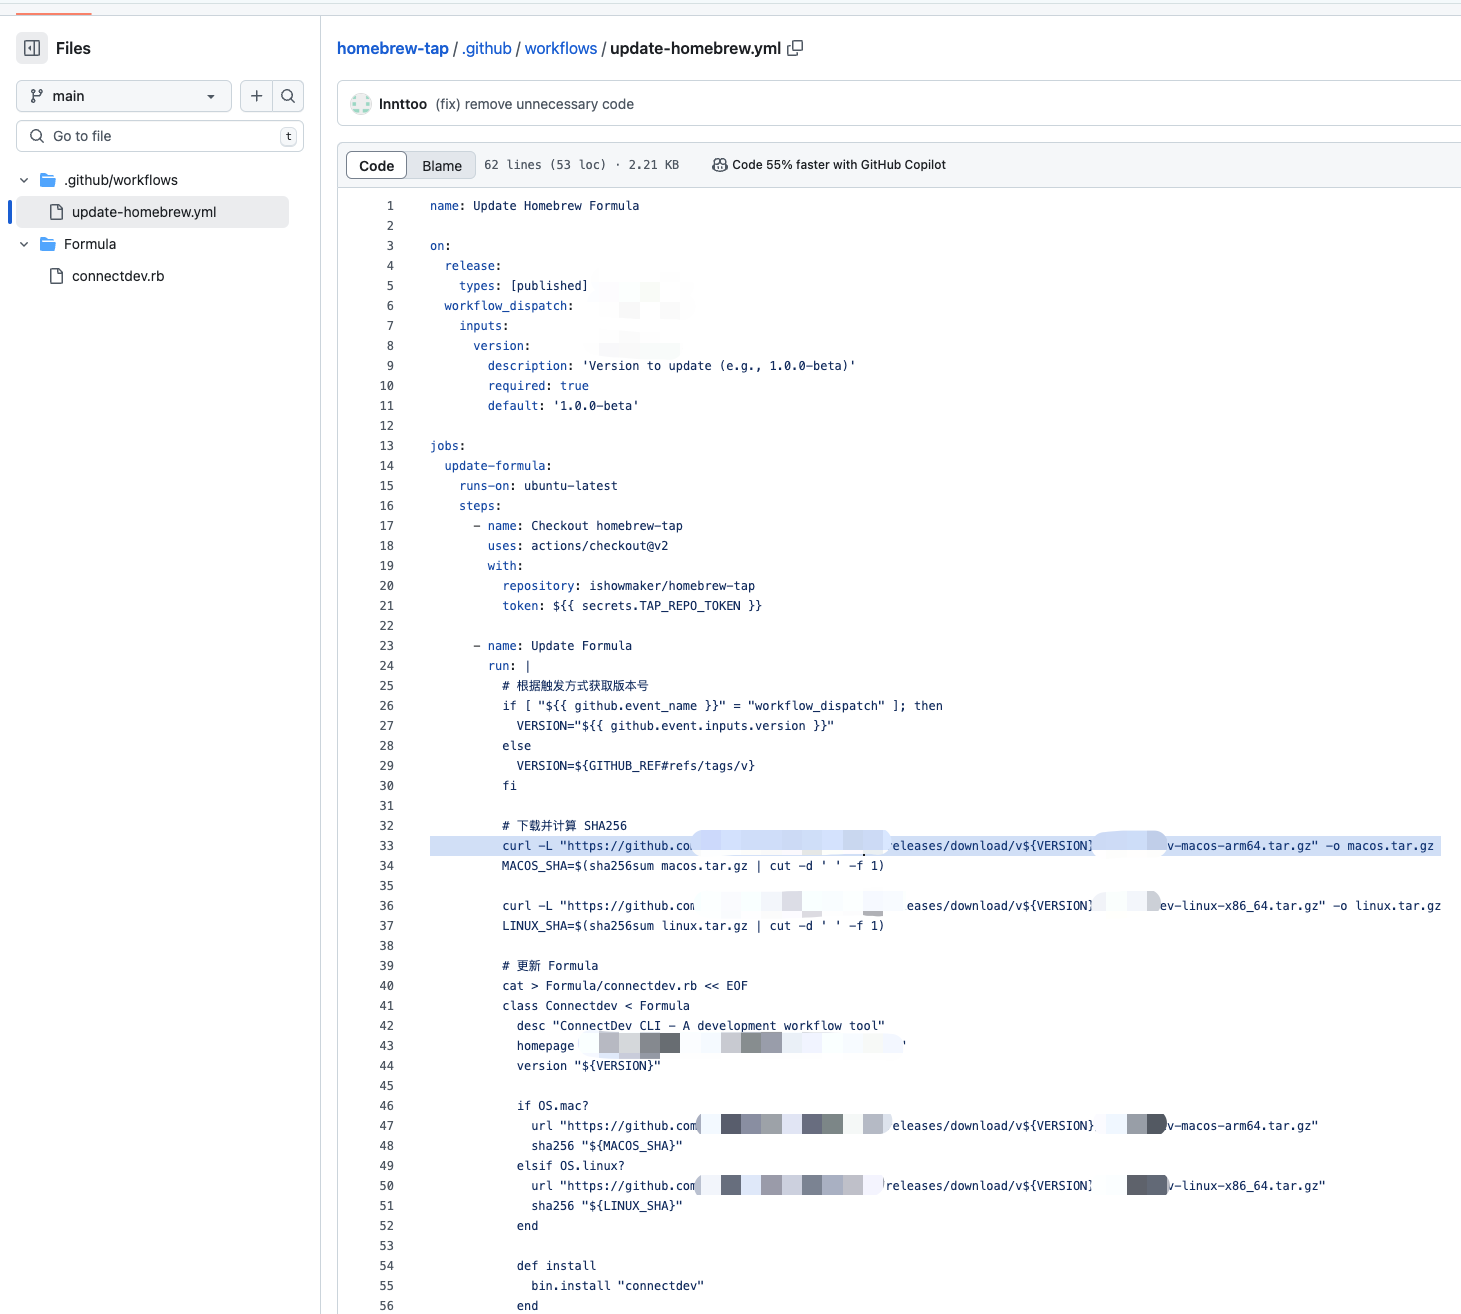 Files
homebrew-tap / .github / workflows / update-homebrew.yml
main
Innttoo (fix) remove unnecessary code
Go to file
t
Code Blame 62 lines (53 loc) · 2.21 KB Code 55% faster with GitHub Copilot
.github/workflows
update-homebrew.yml
Formula
connectdev.rb
1 name: Update Homebrew Formula
2
3 on:
4 release:
5 types: [published]
6 workflow_dispatch:
7 inputs:
8 version:
9 description: 'Version to update (e.g., 1.0.0-beta)'
10 required: true
11 default: '1.0.0-beta'
12
13 jobs:
14 update-formula:
15 runs-on: ubuntu-latest
16 steps:
17 - name: Checkout homebrew-tap
18 uses: actions/checkout@v2
19 with:
20 repository: ishowmaker/homebrew-tap
21 token: ${{ secrets.TAP_REPO_TOKEN }}
22
23 - name: Update Formula
24 run: |
25 # 根据触发方式获取版本号
26 if [ "${{ github.event_name }}" = "workflow_dispatch" ]; then
27 VERSION="${{ github.event.inputs.version }}"
28 else
29 VERSION=${GITHUB_REF#refs/tags/v}
30 fi
31
32 # 下载并计算 SHA256
33 curl -L "https://github.co releases/download/v${VERSION} v-macos-arm64.tar.gz" -o macos.tar.gz
34 MACOS_SHA=$(sha256sum macos.tar.gz | cut -d ' ' -f 1)
35
36 curl -L "https://github.com eases/download/v${VERSION} ev-linux-x86_64.tar.gz" -o linux.tar.gz
37 LINUX_SHA=$(sha256sum linux.tar.gz | cut -d ' ' -f 1)
38
39 # 更新 Formula
40 cat > Formula/connectdev.rb << EOF
41 class Connectdev < Formula
42 desc "ConnectDev CLI - A development workflow tool"
43 homepage
44 version "${VERSION}"
45
46 if OS.mac?
47 url "https://github.com eleases/download/v${VERSION} v-macos-arm64.tar.gz"
48 sha256 "${MACOS_SHA}"
49 elsif OS.linux?
50 url "https://github.com releases/download/v${VERSION} v-linux-x86_64.tar.gz"
51 sha256 "${LINUX_SHA}"
52 end
53
54 def install
55 bin.install "connectdev"
56 end